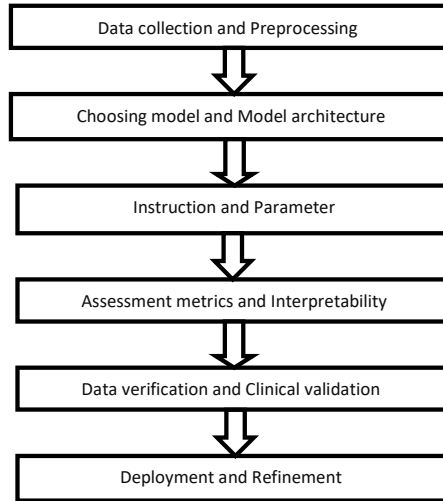 Data collection and Preprocessing
Choosing model and Model architecture
Instruction and Parameter
Assessment metrics and Interpretability
Data verification and Clinical validation
Deployment and Refinement